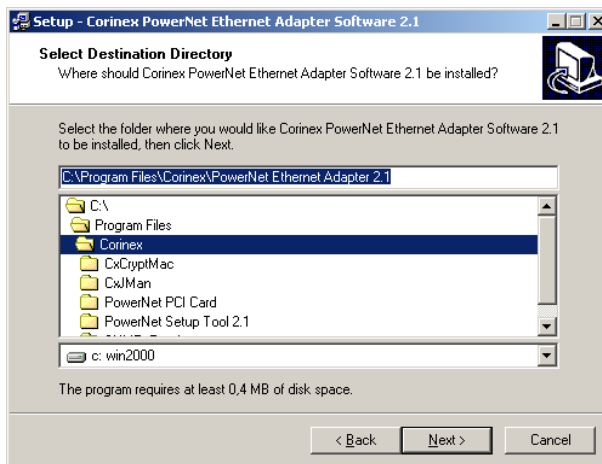 Setup - Corinex PowerNet Ethernet Adapter Software 2.1
Select Destination Directory
Where should Corinex PowerNet Ethernet Adapter Software 2.1 be installed?
Select the folder where you would like Corinex PowerNet Ethernet Adapter Software 2.1
to be installed, then click Next.
C:\Program Files\Corinex\PowerNet Ethernet Adapter 2.1
C:\
Program Files
Corinex
CxCryptMac
CxJMan
PowerNet PCI Card
PowerNet Setup Tool 2.1
c: win2000
The program requires at least 0,4 MB of disk space.
< Back
Next >
Cancel